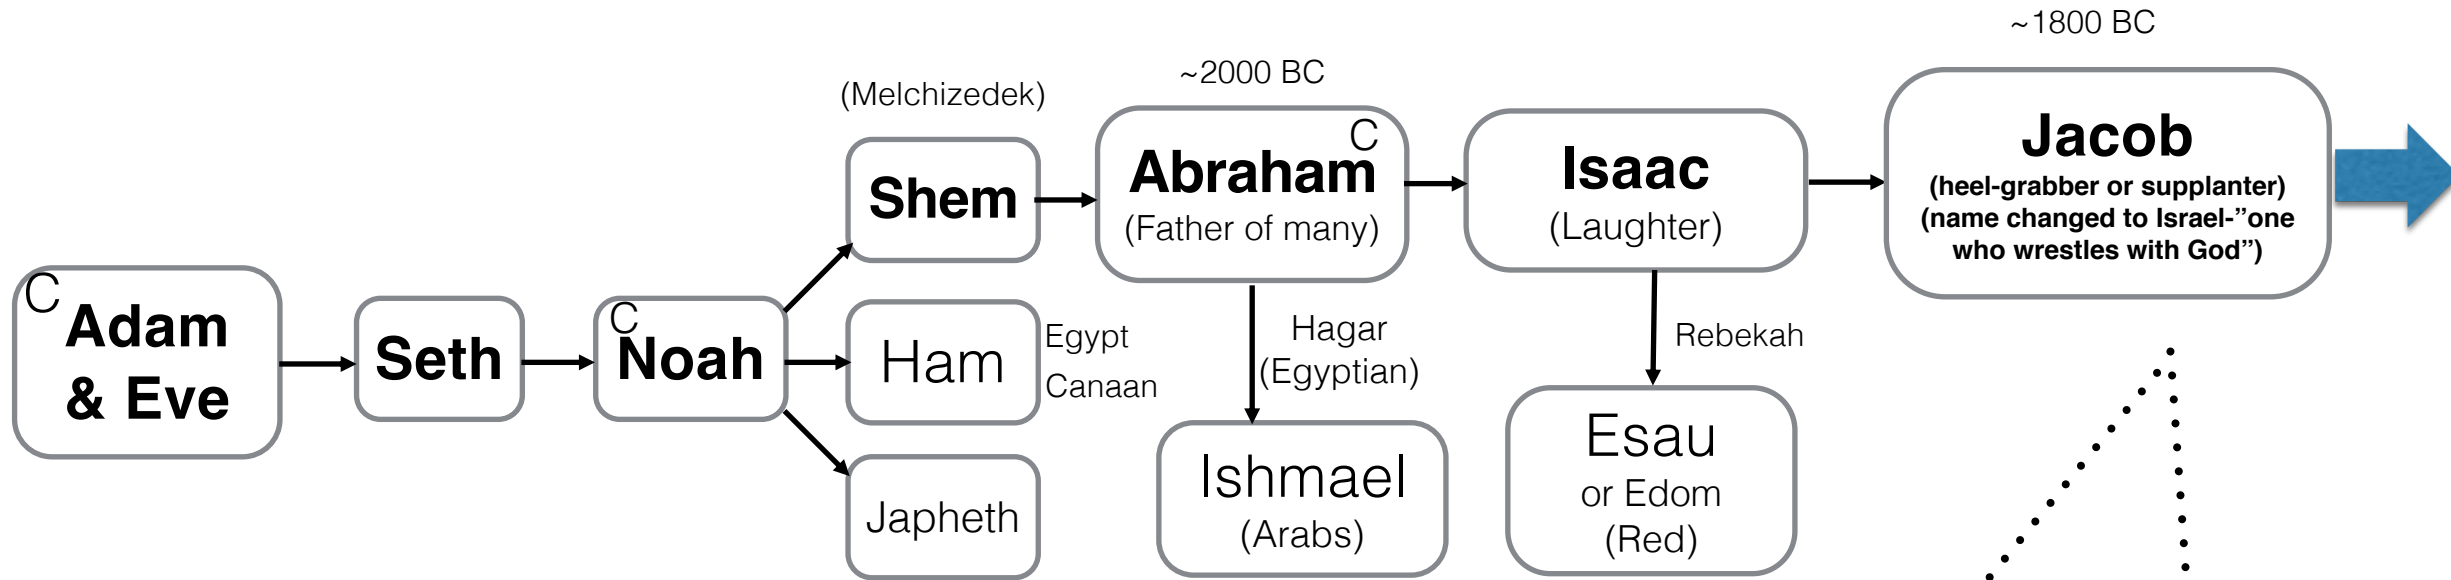 C
Adam
& Eve
Seth
C
Noah
(Melchizedek)
Shem
Ham
Egypt
Canaan
Japheth
~2000 BC
C
Abraham
(Father of many)
Hagar
(Egyptian)
Ishmael
(Arabs)
Isaac
(Laughter)
Rebekah
Esau
or Edom
(Red)
~1800 BC
Jacob
(heel-grabber or supplanter)
(name changed to Israel-”one
who wrestles with God”)